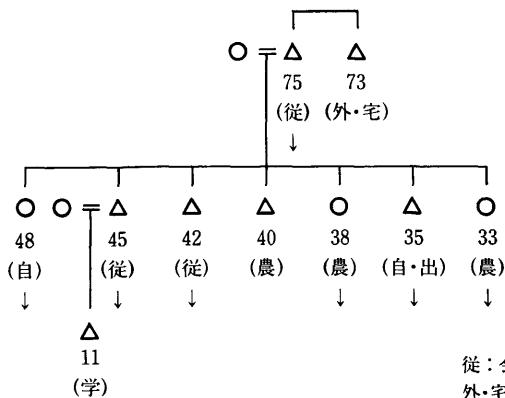 75 73
(従) (外・宅)
48 45 42 40 38 35 33
(自) (従) (従) (農) (農) (自・出) (農)
11
(学)
従：
外・宅